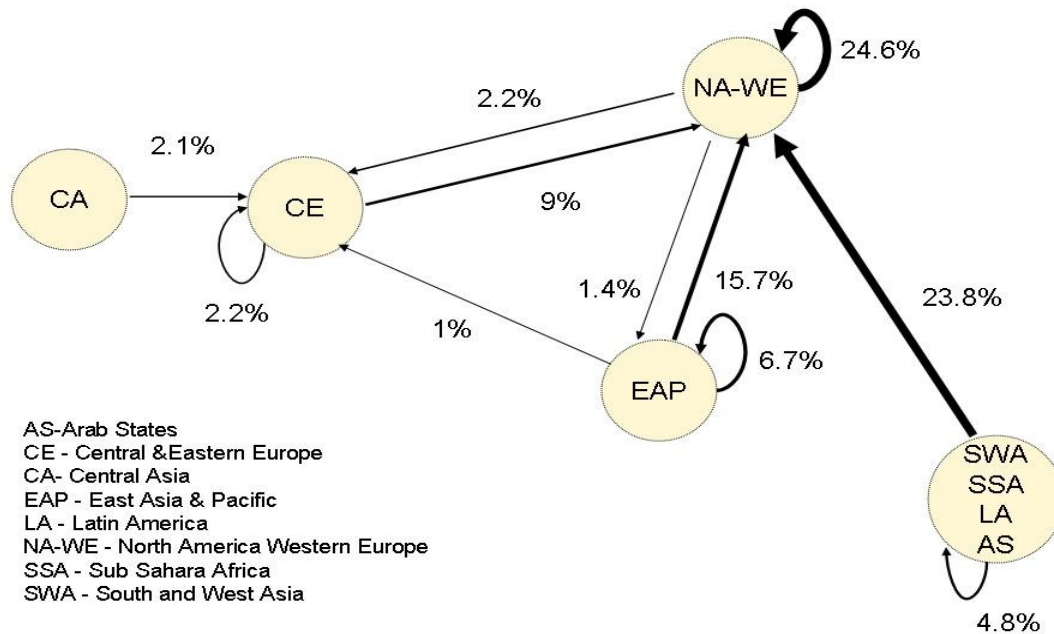 24.6%
NA-WE
2.2%
2.1%
CA
CE
9%
1.4%
15.7%
23.8%
2.2%
1%
6.7%
EAP
AS-Arab States
CE - Central &Eastern Europe
CA- Central Asia
EAP - East Asia & Pacific
LA - Latin America
NA-WE - North America Western Europe
SSA - Sub Sahara Africa
SWA - South and West Asia
SWA
SSA
LA
AS
4.8%